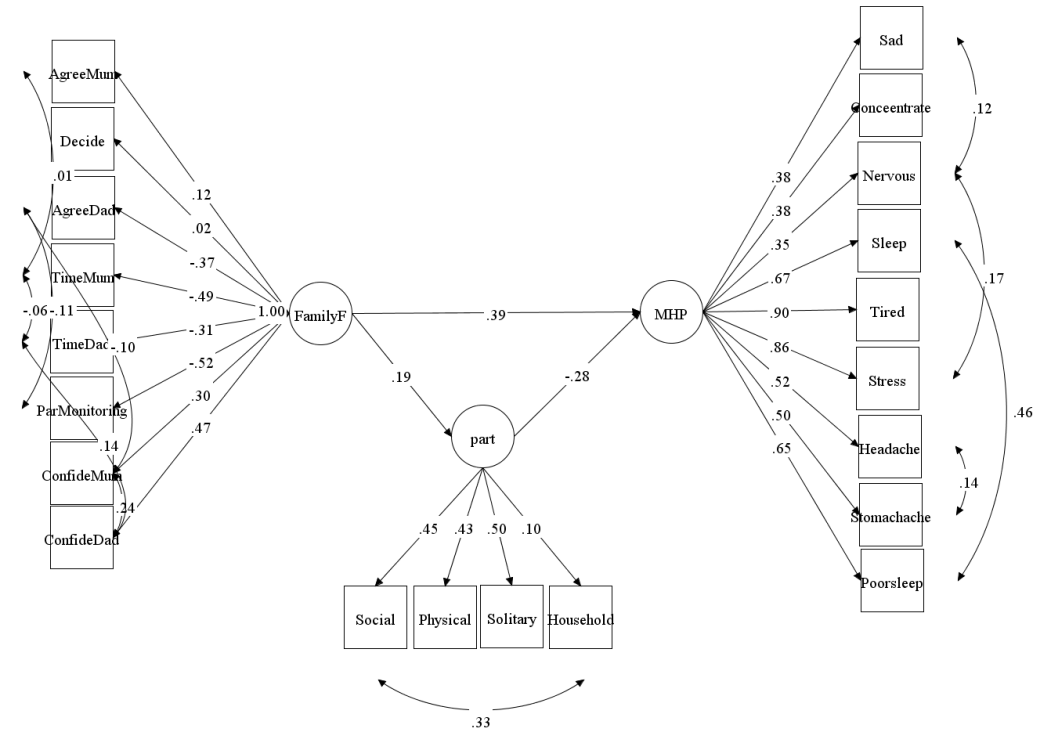 Sad
AgreeMum
Conceentrate
.12
Decide
.01
Nervous
.38
.12
AgreeDad
.38
.02
.35
Sleep
-.37
TimeMum
.67
.17
-.49
-.06
-.11
1.00
FamilyF
.39
MHP
.90
Tired
-.31
TimeDad
-.10
.86
-.52
.19
-.28
Stress
.52
.30
ParMonitoring
.46
.50
.47
part
.14
.65
Headache
ConfideMum
.14
.24
Stomachache
.45
.43
.50
.10
ConfideDad
Poorsleep
Social
Physical
Solitary
Household
.33